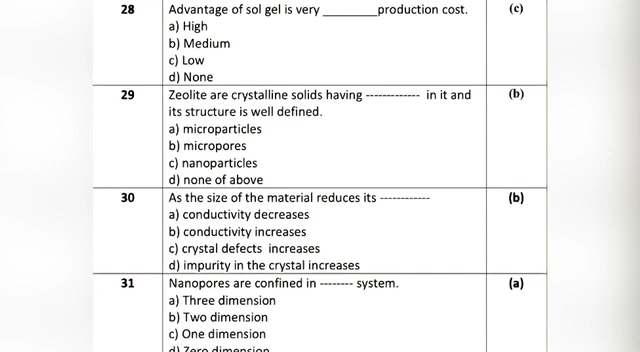 28 Advantage of sol gel is very ________production cost. (c)
a) High
b) Medium
c) Low
d) None
29 Zeolite are crystalline solids having ------------- in it and (b)
its structure is well defined.
a) microparticles
b) micropores
c) nanoparticles
d) none of above
30 As the size of the material reduces its ------------ (b)
a) conductivity decreases
b) conductivity increases
c) crystal defects increases
d) impurity in the crystal increases
31 Nanopores are confined in -------- system. (a)
a) Three dimension
b) Two dimension
c) One dimension
d) Zero dimension